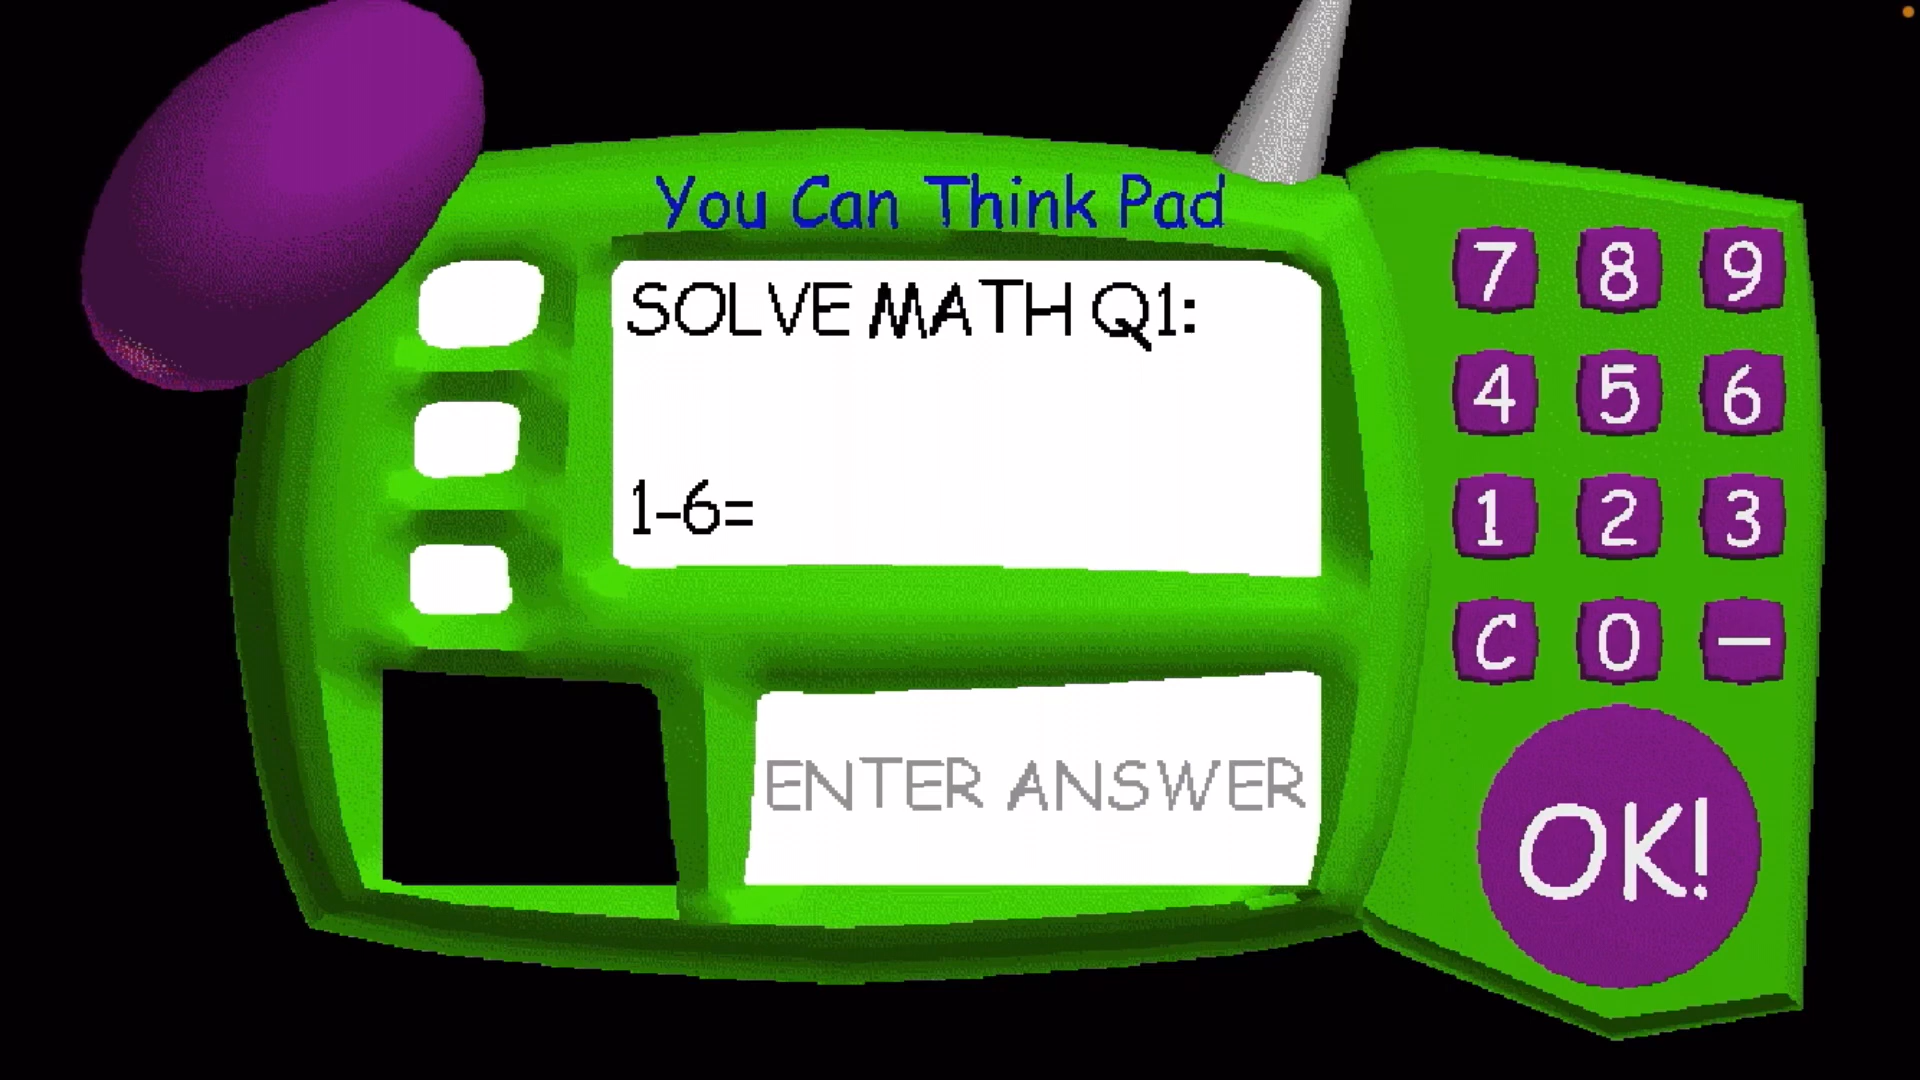 You Can Think Pad
SOLVE MATH Q1:
1-6=
ENTER ANSWER
7 8 9
4 5 6
1 2 3
C 0 —
OK!